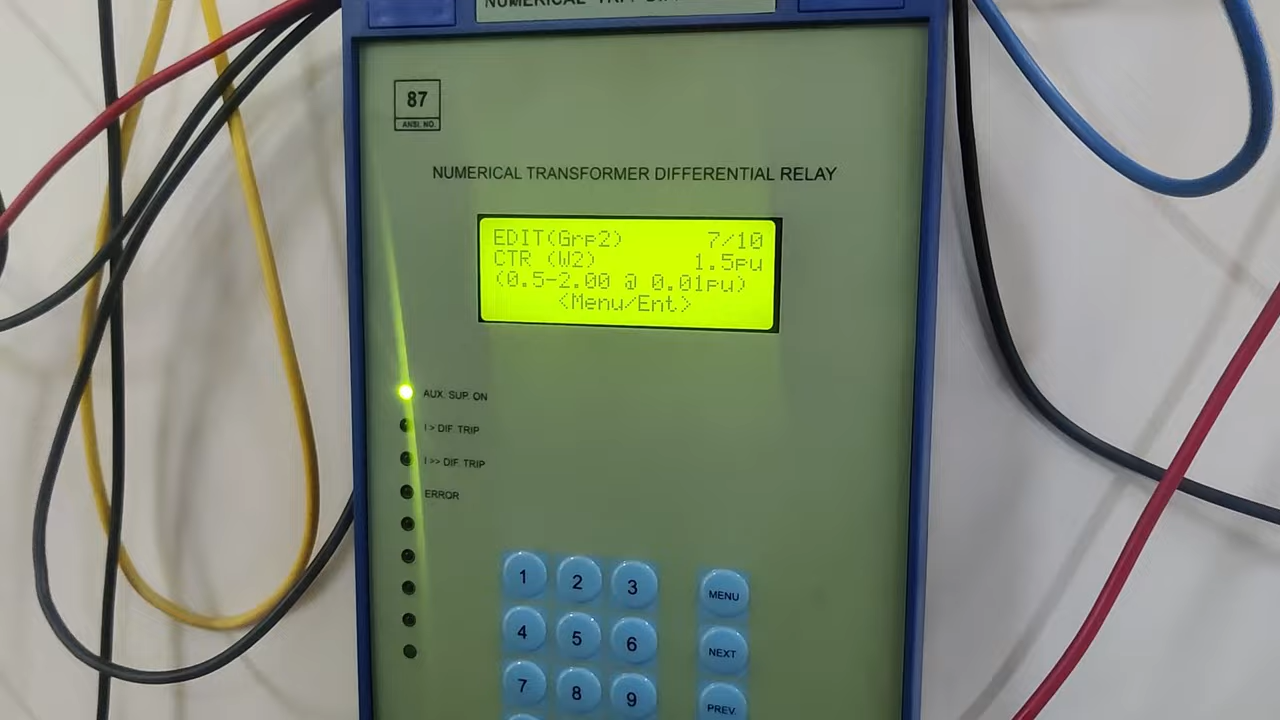 NUMERICAL
87
ANSI. NO.
NUMERICAL TRANSFORMER DIFFERENTIAL RELAY
EDIT(Grp2) 7/10
CTR (W2) 1.5pu
(0.5-2.00 @ 0.01pu)
<Menu/Ent>
AUX. SUP. ON
I > DIF. TRIP
I >> DIF. TRIP
ERROR
1 2 3 MENU
4 5 6 NEXT
7 8 9 PREV.